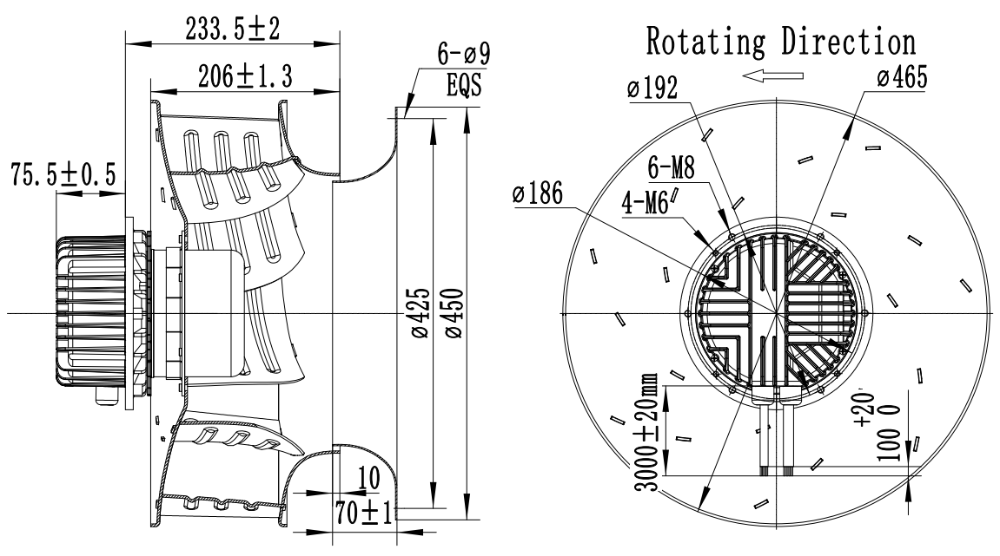 233.5±2
206±1.3
6-ø9
EQS
75.5±0.5
ø425
ø450
10
70±1
Rotating Direction
ø192
ø465
6-M8
4-M6
ø186
3000±20mm
+20
100 0